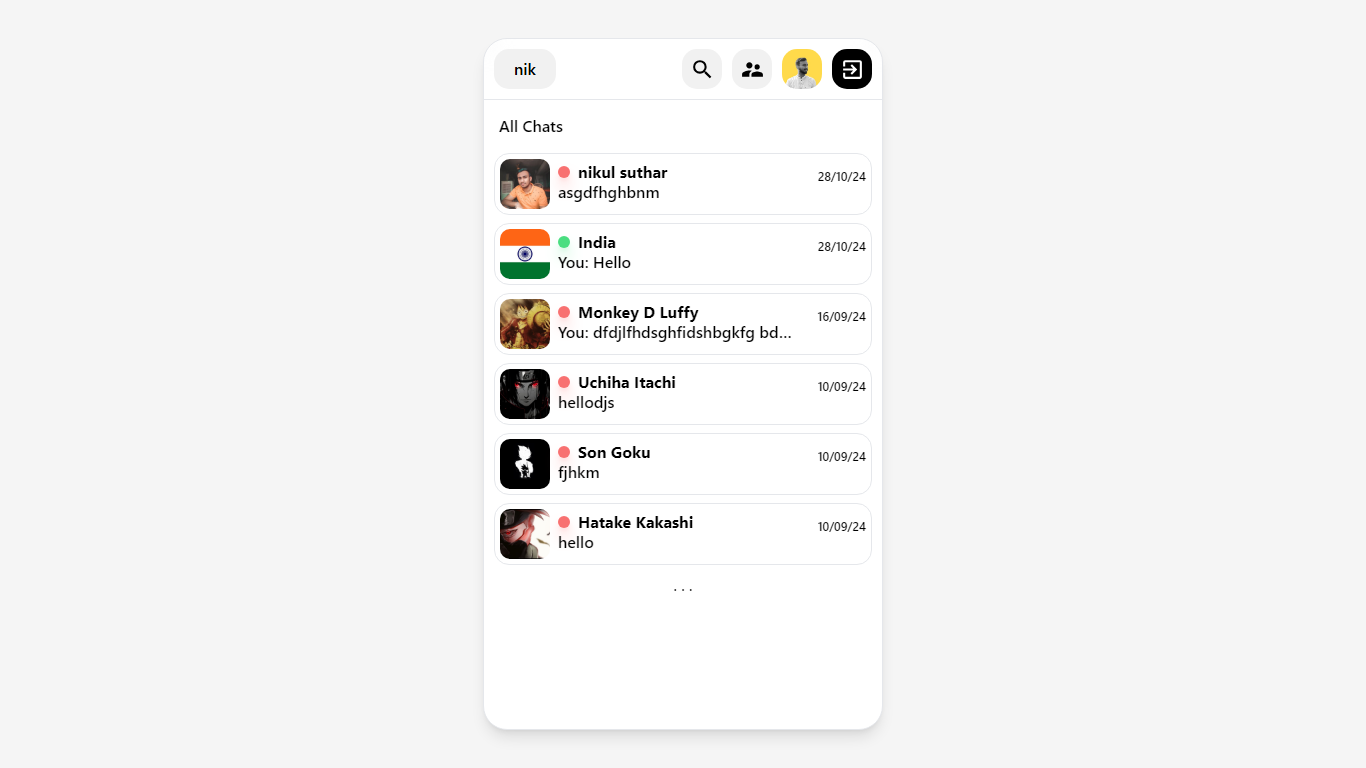 nik
All Chats
nikul suthar
28/10/24
asgdfhghbnm
India
28/10/24
You: Hello
Monkey D Luffy
16/09/24
You: dfdjlfhdsghfidshbgkfg bd...
Uchiha Itachi
10/09/24
hellodjs
Son Goku
10/09/24
fjhkm
Hatake Kakashi
10/09/24
hello
...